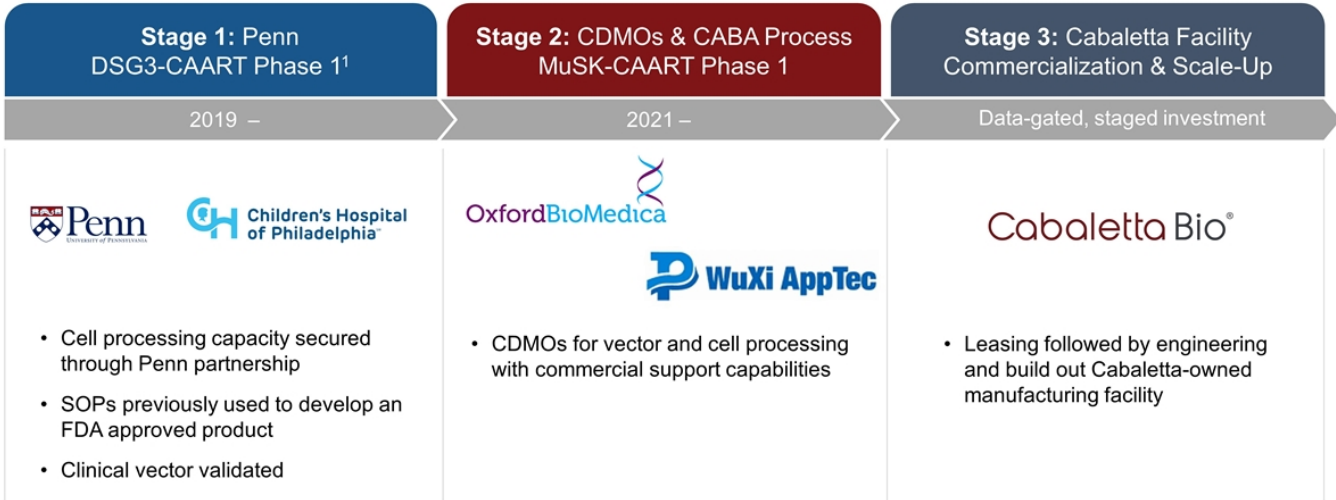 Stage 1: Penn
DSG3-CAART Phase 1¹
Stage 2: CDMOs & CABA Process
MuSK-CAART Phase 1
Stage 3: Cabaletta Facility
Commercialization & Scale-Up
2019 –
2021 –
Data-gated, staged investment
Penn
UNIVERSITY of PENNSYLVANIA
Children's Hospital
of Philadelphia℠
• Cell processing capacity secured
through Penn partnership
• SOPs previously used to develop an
FDA approved product
• Clinical vector validated
OxfordBioMedica
WuXi AppTec
• CDMOs for vector and cell processing
with commercial support capabilities
Cabaletta Bio®
• Leasing followed by engineering
and build out Cabaletta-owned
manufacturing facility